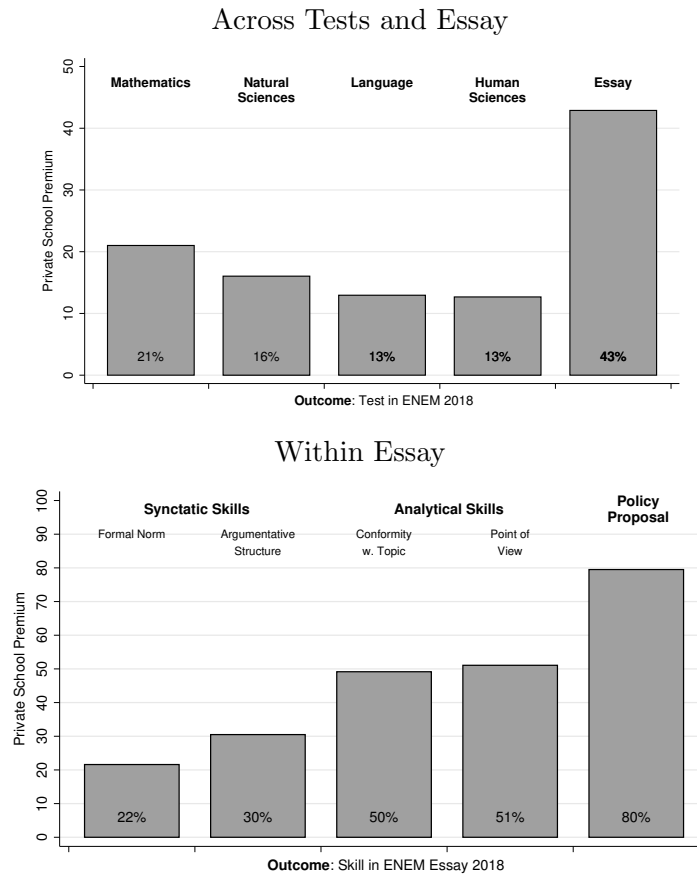 Across Tests and Essay
50
40
30
20
10
0
Private School Premium
Mathematics
Natural
Sciences
Language
Human
Sciences
Essay
21%
16%
13%
13%
43%
Outcome: Test in ENEM 2018
Within Essay
100
90
80
70
60
50
40
30
20
10
0
Private School Premium
Synctatic Skills
Analytical Skills
Policy
Proposal
Formal Norm
Argumentative
Structure
Conformity
w. Topic
Point of
View
22%
30%
50%
51%
80%
Outcome: Skill in ENEM Essay 2018